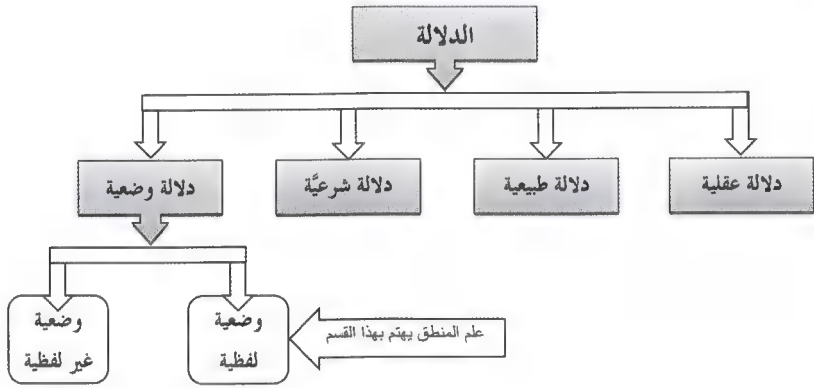 الدلالة
دلالة عقلية
دلالة طبيعية
دلالة شرعيَّة
دلالة وضعية
علم المنطق يهتم بهذا القسم
وضعية
لفظية
وضعية
غير لفظية